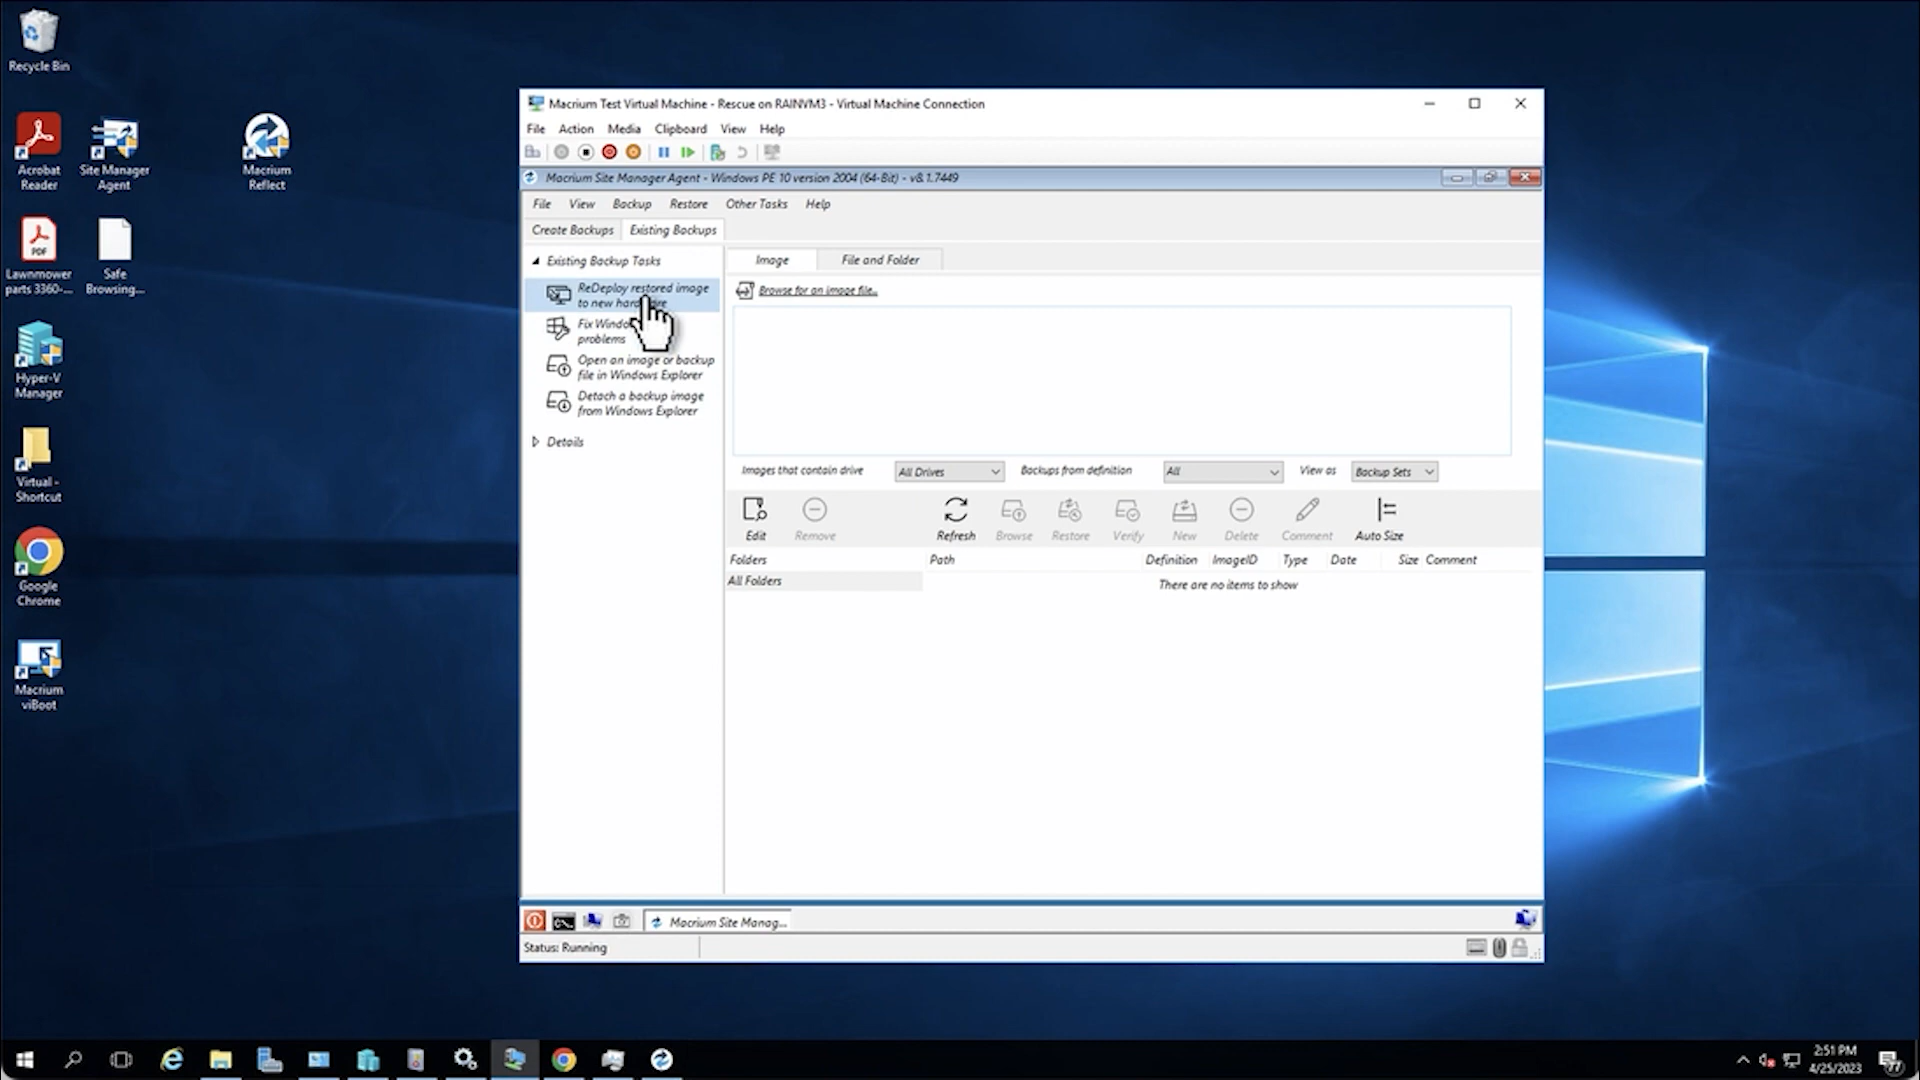 Recycle Bin
Acrobat
Reader
Site Manager
Agent
Macrium
Reflect
Lawnmower
parts 3360-...
Safe
Browsing...
Hyper-V
Manager
Virtual -
Shortcut
Google
Chrome
Macrium
viBoot
Macrium Test Virtual Machine - Rescue on RAINVM3 - Virtual Machine Connection
File Action Media Clipboard View Help
Macrium Site Manager Agent - Windows PE 10 version 2004 (64-Bit) - v8.1.7449
File View Backup Restore Other Tasks Help
Create Backups Existing Backups
Existing Backup Tasks
ReDeploy restored image
to new
Fix
problems
Open an image or backup
file in Windows Explorer
Detach a backup image
from Windows Explorer
Details
Image File and Folder
Browse for an image file...
Images that contain drive All Drives Backups from definition All View as Backup Sets
Edit Remove Refresh Browse Restore Verify New Delete Comment Auto Size
Folders Path Definition ImageID Type Date Size Comment
All Folders
There are no items to show
Macrium Site Manag...
Status: Running
2:51 PM
4/25/2023